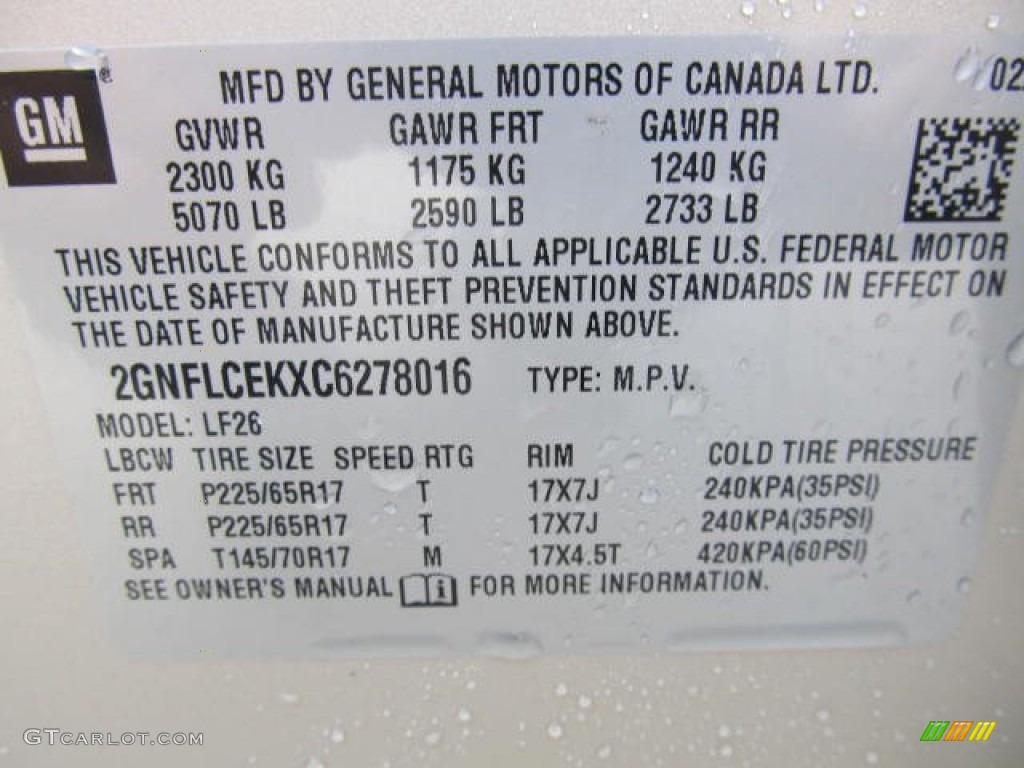 GM ®
MFD BY GENERAL MOTORS OF CANADA LTD. 02
GVWR GAWR FRT GAWR RR
2300 KG 1175 KG 1240 KG
5070 LB 2590 LB 2733 LB
THIS VEHICLE CONFORMS TO ALL APPLICABLE U.S. FEDERAL MOTOR
VEHICLE SAFETY AND THEFT PREVENTION STANDARDS IN EFFECT ON
THE DATE OF MANUFACTURE SHOWN ABOVE.
2GNFLCEKXC6278016 TYPE: M.P.V.
MODEL: LF26
LBCW TIRE SIZE SPEED RTG RIM COLD TIRE PRESSURE
FRT P225/65R17 T 17X7J 240KPA(35PSI)
RR P225/65R17 T 17X7J 240KPA(35PSI)
SPA T145/70R17 M 17X4.5T 420KPA(60PSI)
SEE OWNER'S MANUAL i FOR MORE INFORMATION.
GTCARLOT.COM